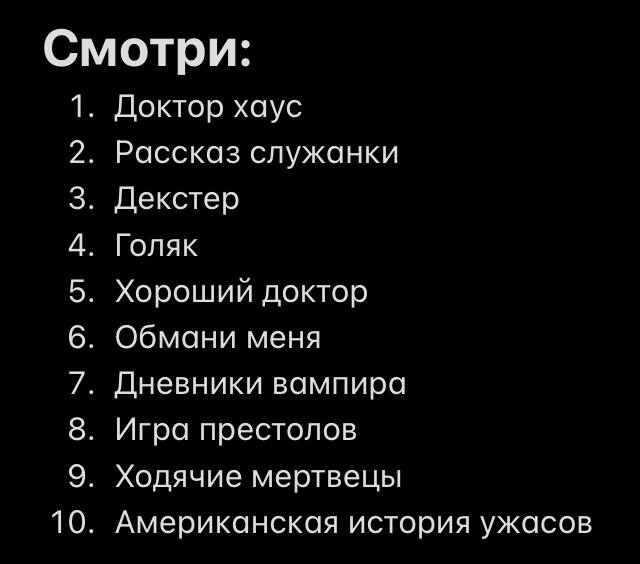 Смотри:
1. Доктор хаус
2. Рассказ служанки
3. Декстер
4. Голяк
5. Хороший доктор
6. Обмани меня
7. Дневники вампира
8. Игра престолов
9. Ходячие мертвецы
10. Американская история ужасов